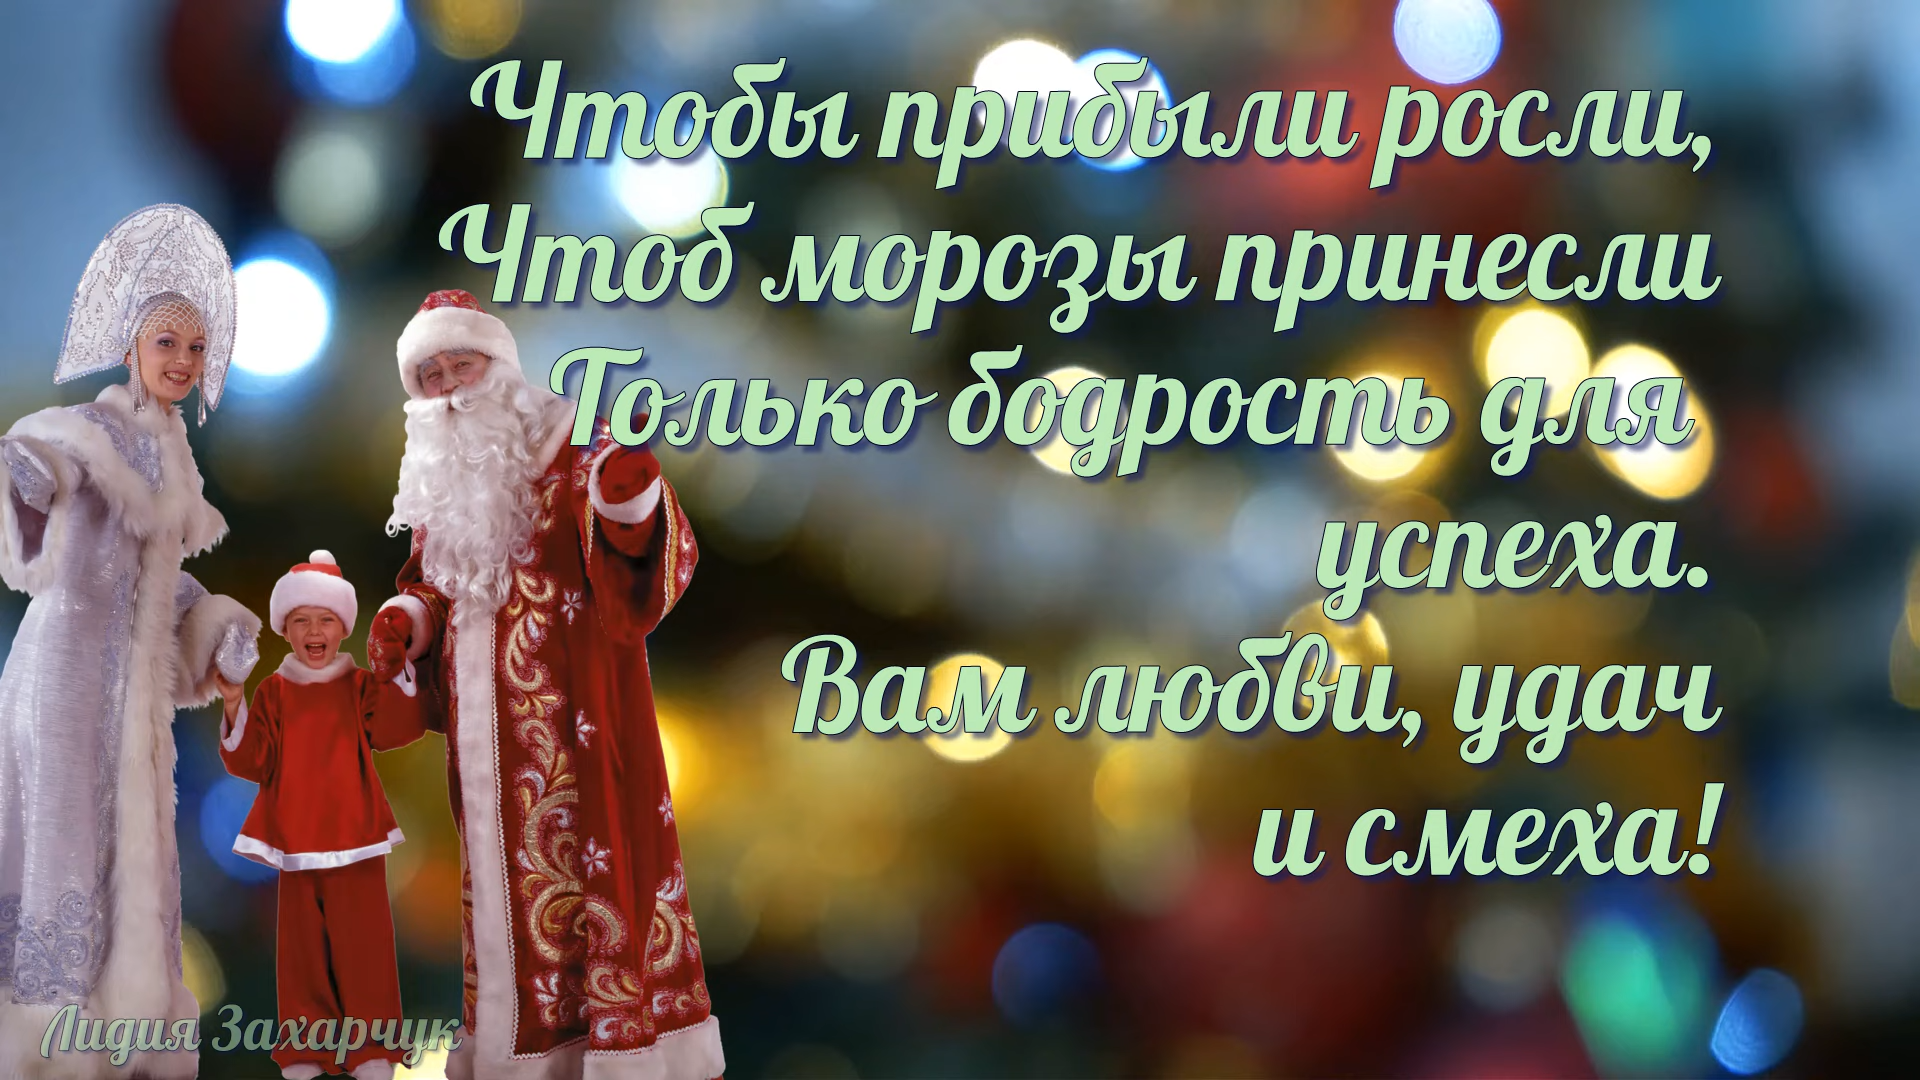 Чтобы прибыли росли,
Чтоб морозы принесли
Только бодрость для
успеха.
Вам любви, удач
и смеха!
Лидия Захарчук